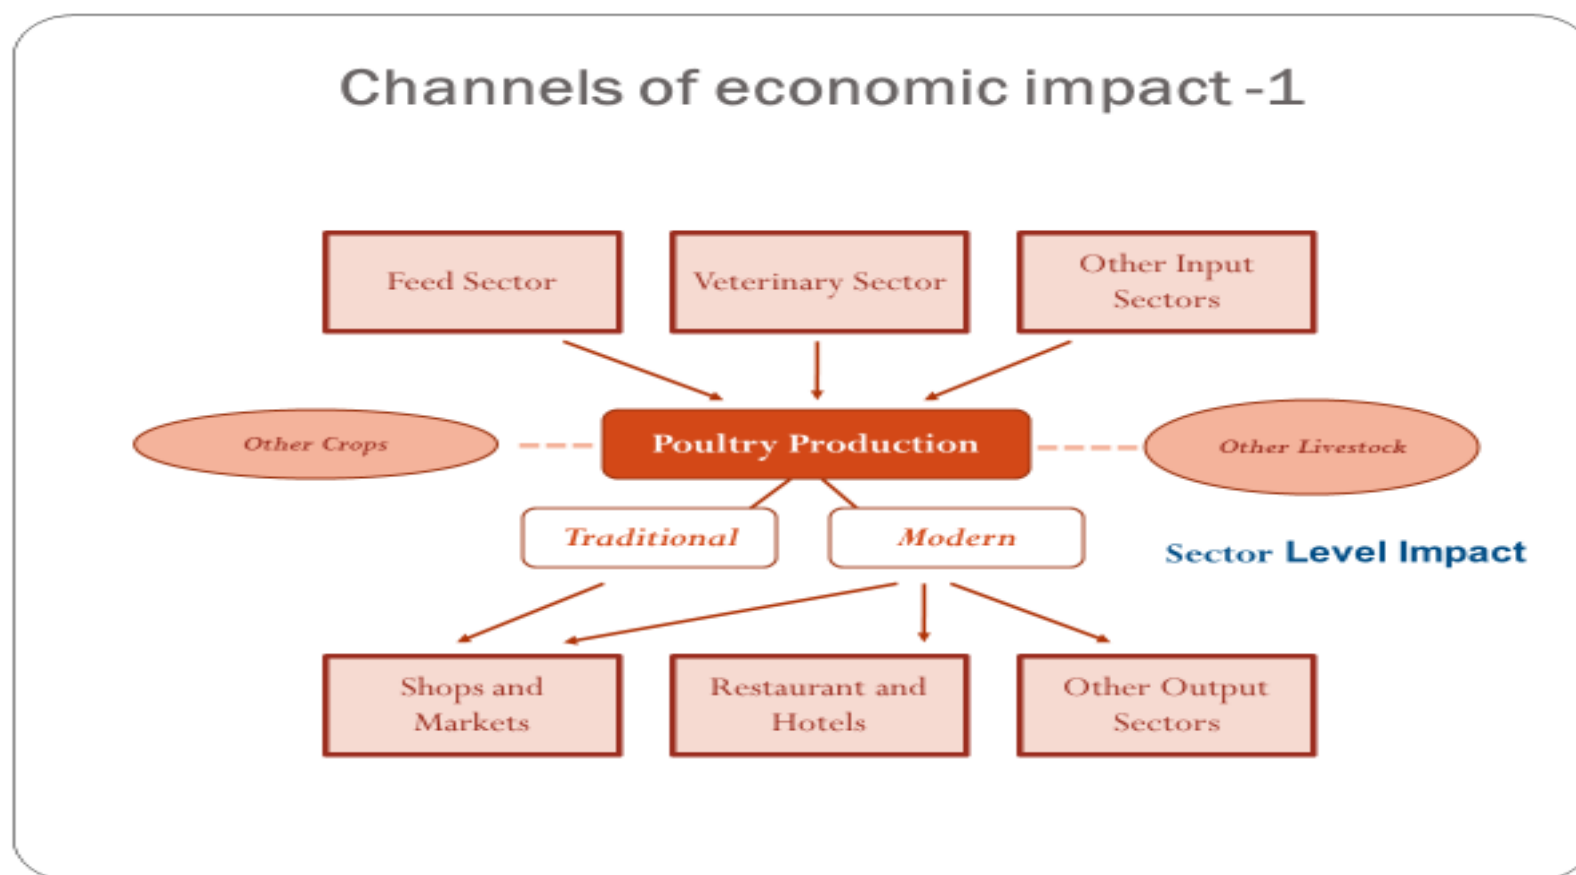 Channels of economic impact -1
Feed Sector
Veterinary Sector
Other Input
Sectors
Other Crops
Poultry Production
Other Livestock
Traditional
Modern
Sector Level Impact
Shops and
Markets
Restaurant and
Hotels
Other Output
Sectors